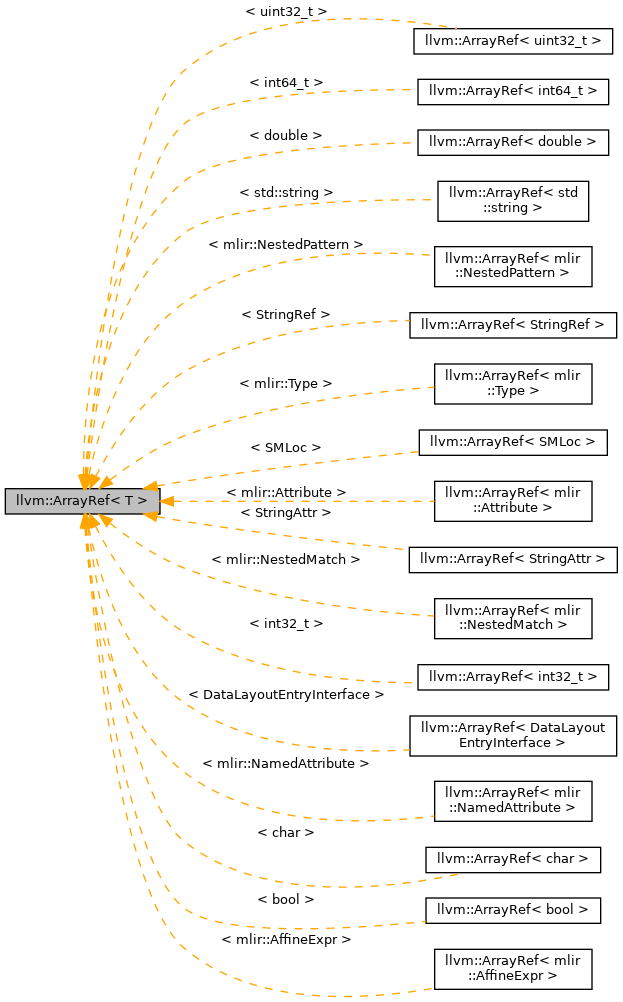 < uint32_t >
llvm::ArrayRef< uint32_t >
< int64_t >
llvm::ArrayRef< int64_t >
< double >
llvm::ArrayRef< double >
< std::string >
llvm::ArrayRef< std
::string >
< mlir::NestedPattern >
llvm::ArrayRef< mlir
::NestedPattern >
< StringRef >
llvm::ArrayRef< StringRef >
< mlir::Type >
llvm::ArrayRef< mlir
::Type >
< SMLoc >
llvm::ArrayRef< SMLoc >
llvm::ArrayRef< T >
< mlir::Attribute >
llvm::ArrayRef< mlir
::Attribute >
< StringAttr >
llvm::ArrayRef< StringAttr >
< mlir::NestedMatch >
llvm::ArrayRef< mlir
::NestedMatch >
< int32_t >
llvm::ArrayRef< int32_t >
< DataLayoutEntryInterface >
llvm::ArrayRef< DataLayout
EntryInterface >
< mlir::NamedAttribute >
llvm::ArrayRef< mlir
::NamedAttribute >
< char >
llvm::ArrayRef< char >
< bool >
llvm::ArrayRef< bool >
< mlir::AffineExpr >
llvm::ArrayRef< mlir
::AffineExpr >